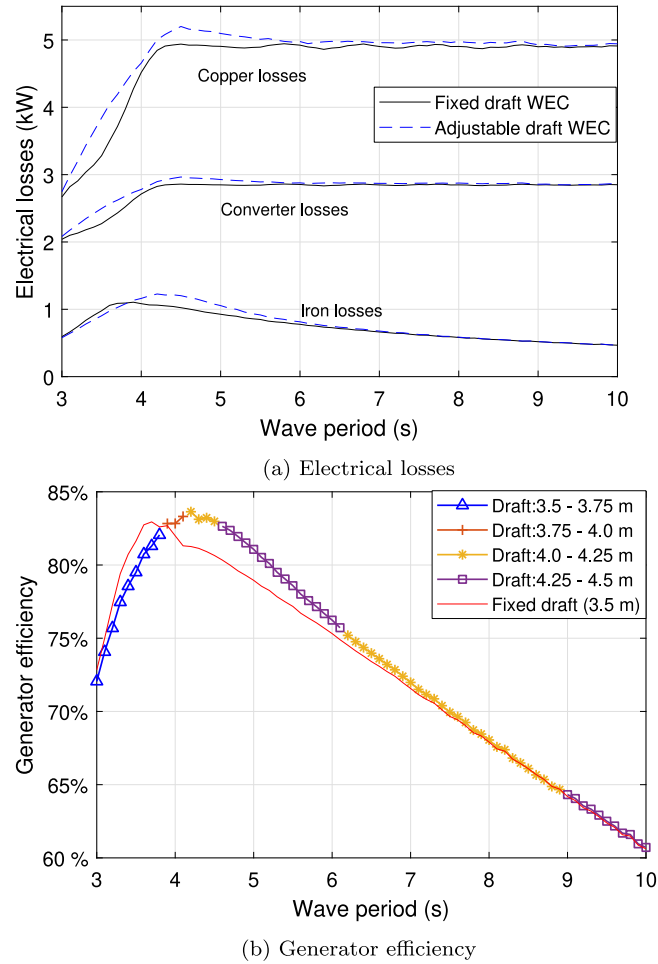 5
4
3
2
1
0
Electrical losses (kW)
Copper losses
Fixed draft WEC
Adjustable draft WEC
Converter losses
Iron losses
3 4 5 6 7 8 9 10
Wave period (s)
(a) Electrical losses
85%
80%
75%
70%
65%
60 %
Generator efficiency
Draft:3.5 - 3.75 m
Draft:3.75 - 4.0 m
Draft:4.0 - 4.25 m
Draft:4.25 - 4.5 m
Fixed draft (3.5 m)
3 4 5 6 7 8 9 10
Wave period (s)
(b) Generator efficiency